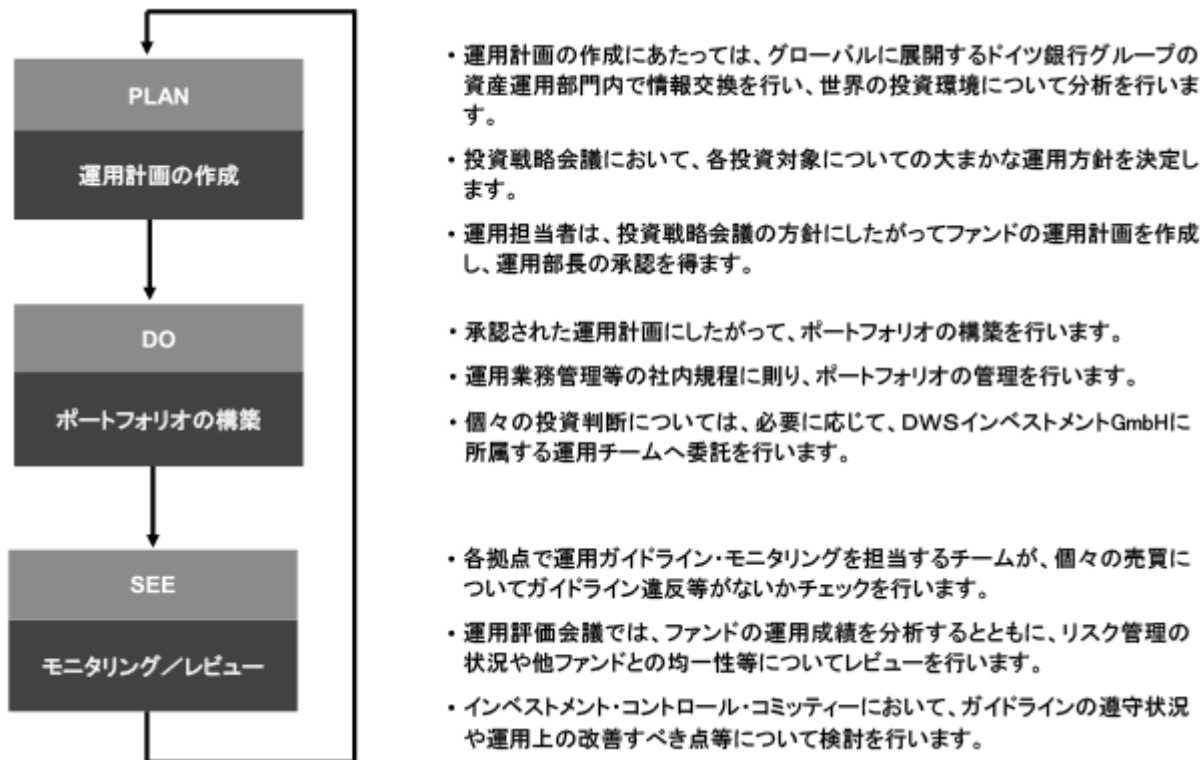 PLAN
運用計画の作成
・運用計画の作成にあたっては、グローバルに展開するドイツ銀行グループの
資産運用部門内で情報交換を行い、世界の投資環境について分析を行いま
す。
・投資戦略会議において、各投資対象についての大まかな運用方針を決定し
ます。
・運用担当者は、投資戦略会議の方針にしたがってファンドの運用計画を作成
し、運用部長の承認を得ます。
DO
ポートフォリオの構築
・承認された運用計画にしたがって、ポートフォリオの構築を行います。
・運用業務管理等の社内規程に則り、ポートフォリオの管理を行います。
・個々の投資判断については、必要に応じて、DWSインベストメントGmbHに
所属する運用チームへ委託を行います。
SEE
モニタリング/レビュー
・各拠点で運用ガイドライン・モニタリングを担当するチームが、個々の売買に
ついてガイドライン違反等がないかチェックを行います。
・運用評価会議では、ファンドの運用成績を分析するとともに、リスク管理の
状況や他ファンドとの均一性等についてレビューを行います。
・インベストメント・コントロール・コミッティーにおいて、ガイドラインの遵守状況
や運用上の改善すべき点等について検討を行います。